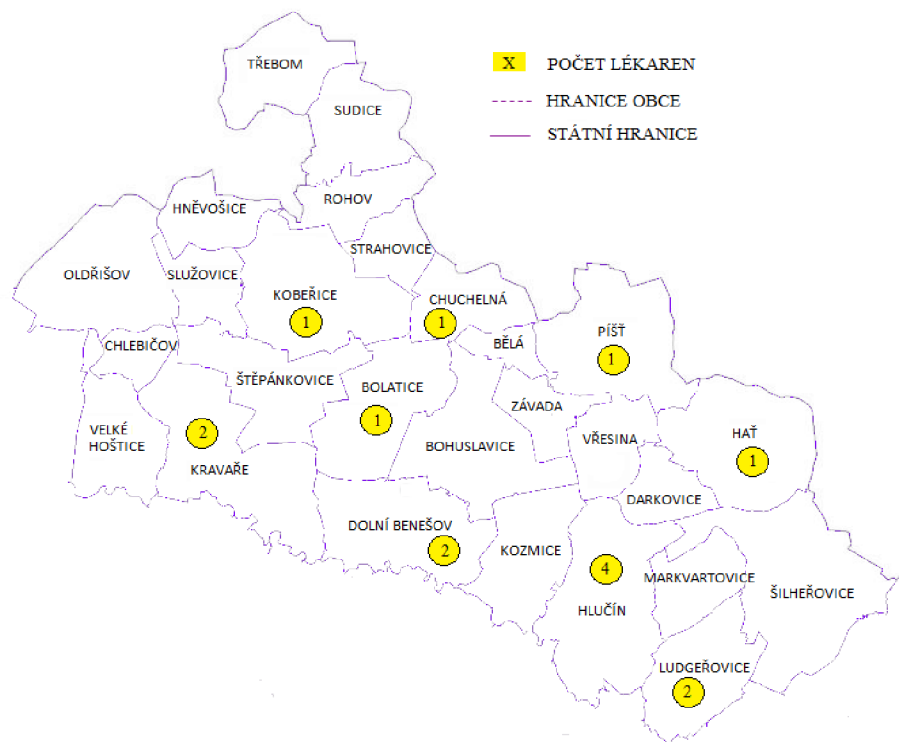 TŘEBOM
X POČET LÉKAREN
HRANICE OBCE
STÁTNÍ HRANICE
SUDICE
ROHOV
HNĚVOŠICE
STRAHOVICE
OLDŘIŠOV
SLUŽOVICE
KOBEŘICE
1
CHUCHELNÁ
1
PÍŠŤ
1
BĚLÁ
CHLEBIČOV
ŠTĚPÁNKOVICE
BOLATICE
1
ZÁVADA
VELKÉ
HOŠTICE
2
KRAVAŘE
BOHUSLAVICE
VŘESINA
HAŤ
1
DARKOVICE
DOLNÍ BENEŠOV
2
KOZMICE
4
HLUČÍN
MARKVARTOVICE
ŠILHEŘOVICE
LUDGEŘOVICE
2